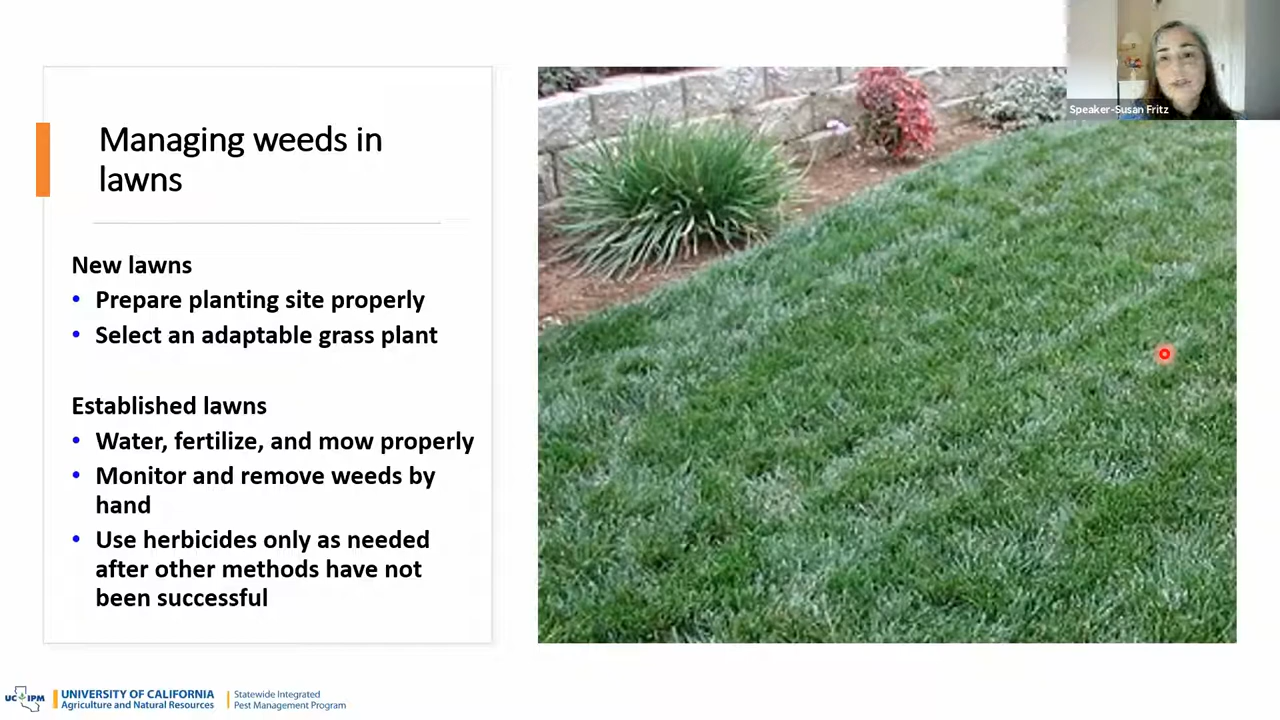 Speaker-Susan Fritz
Managing weeds in
lawns
New lawns
• Prepare planting site properly
• Select an adaptable grass plant
Established lawns
• Water, fertilize, and mow properly
• Monitor and remove weeds by
hand
• Use herbicides only as needed
after other methods have not
been successful
UC IPM
UNIVERSITY OF CALIFORNIA
Agriculture and Natural Resources
Statewide Integrated
Pest Management Program